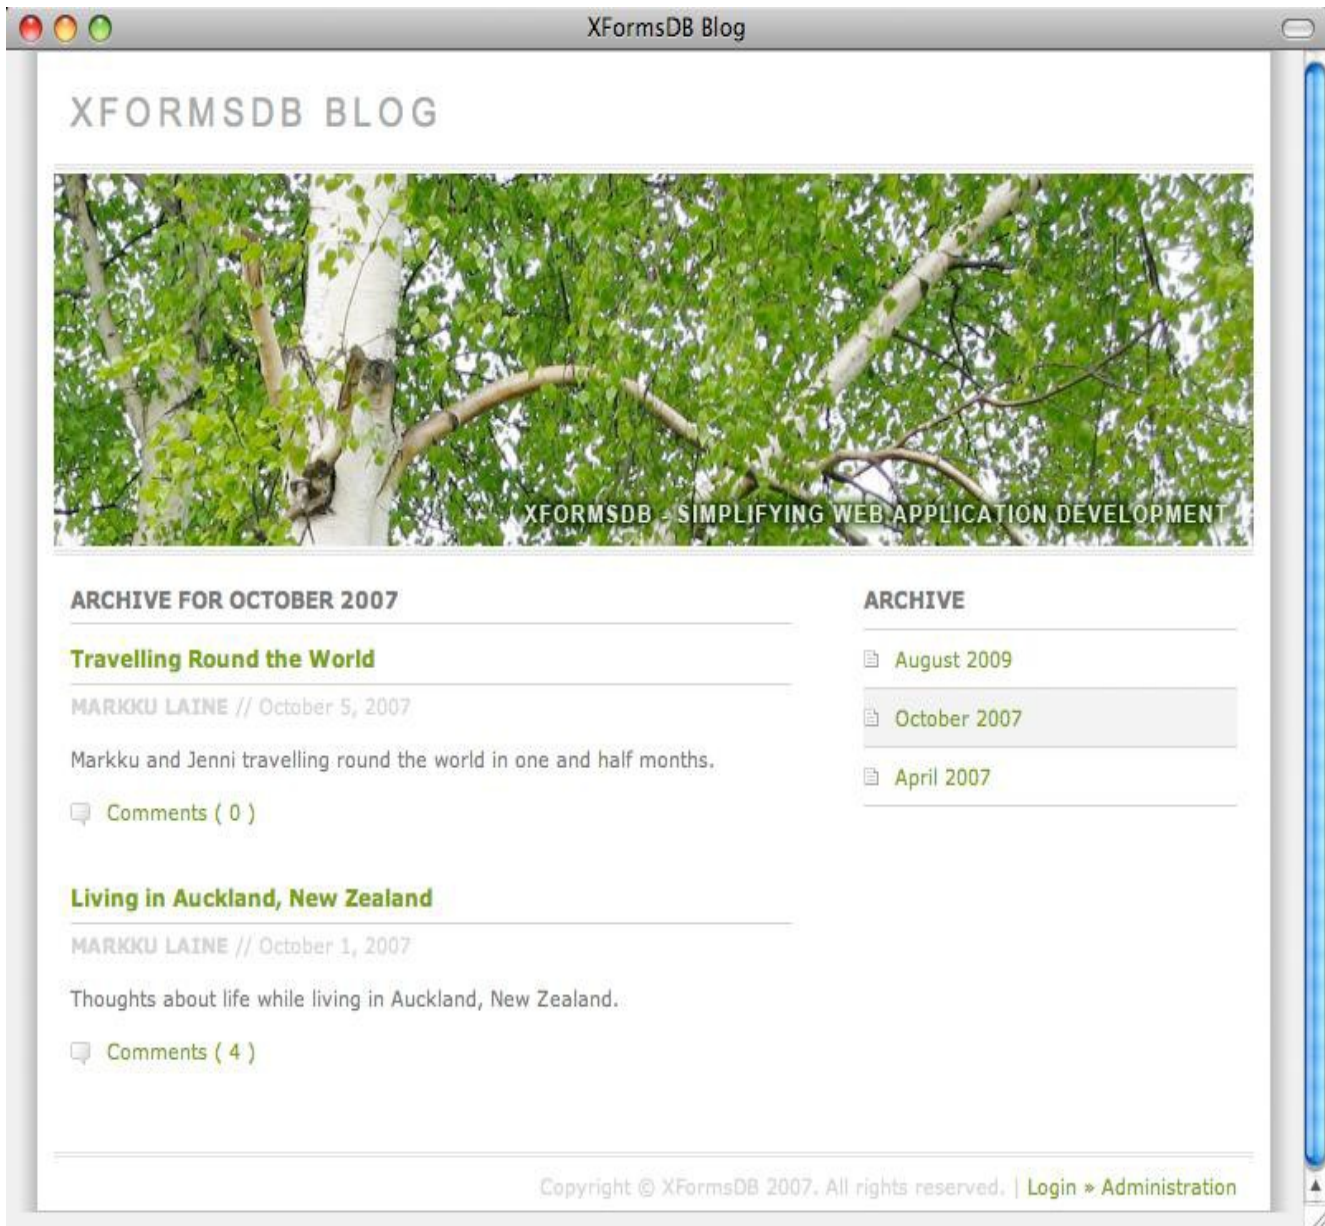 XFormsDB Blog
XFORMSDB BLOG
XFORMSDB - SIMPLIFYING WEB APPLICATION DEVELOPMENT
ARCHIVE FOR OCTOBER 2007
Travelling Round the World
MARKKU LAINE // October 5, 2007
Markku and Jenni travelling round the world in one and half months.
Comments ( 0 )
Living in Auckland, New Zealand
MARKKU LAINE // October 1, 2007
Thoughts about life while living in Auckland, New Zealand.
Comments ( 4 )
ARCHIVE
August 2009
October 2007
April 2007
Copyright © XFormsDB 2007. All rights reserved. | Login » Administration